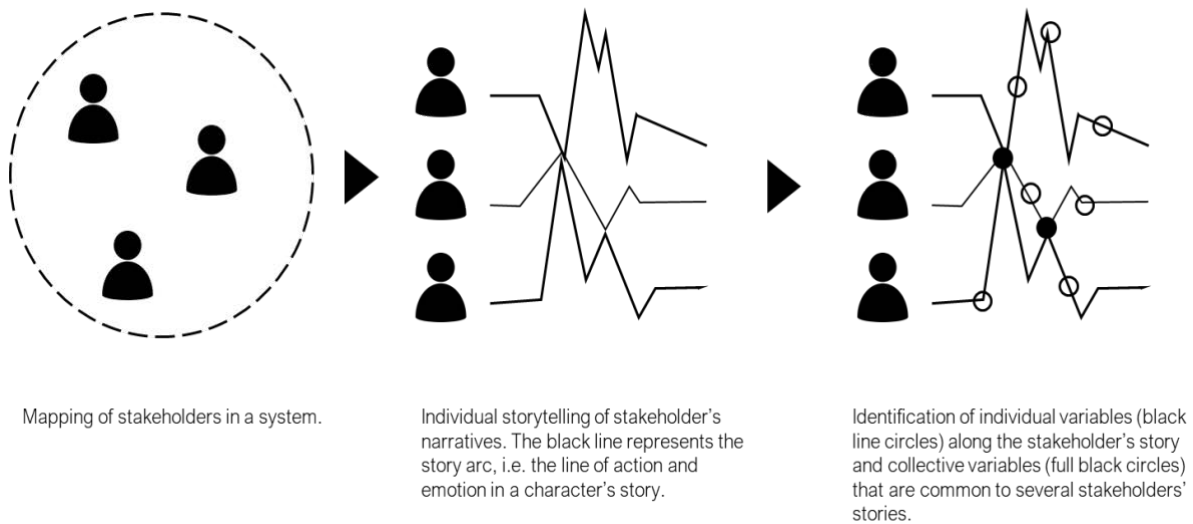 Mapping of stakeholders in a system.
Individual storytelling of stakeholder's
narratives. The black line represents the
story arc, i.e. the line of action and
emotion in a character's story.
Identification of individual variables (black
line circles) along the stakeholder's story
and collective variables (full black circles)
that are common to several stakeholders'
stories.